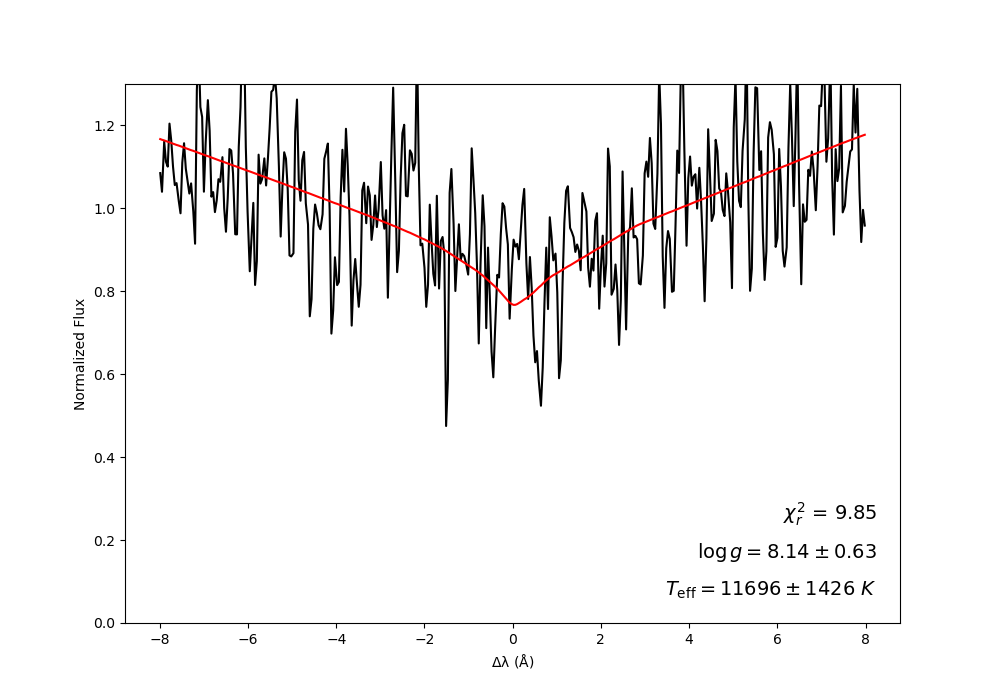 Normalized Flux
1.2
1.0
0.8
0.6
0.4
0.2
0.0
χ²ᵣ = 9.85
log g = 8.14 ± 0.63
T_eff = 11696 ± 1426 K
−8 −6 −4 −2 0 2 4 6 8
Δλ (Å)